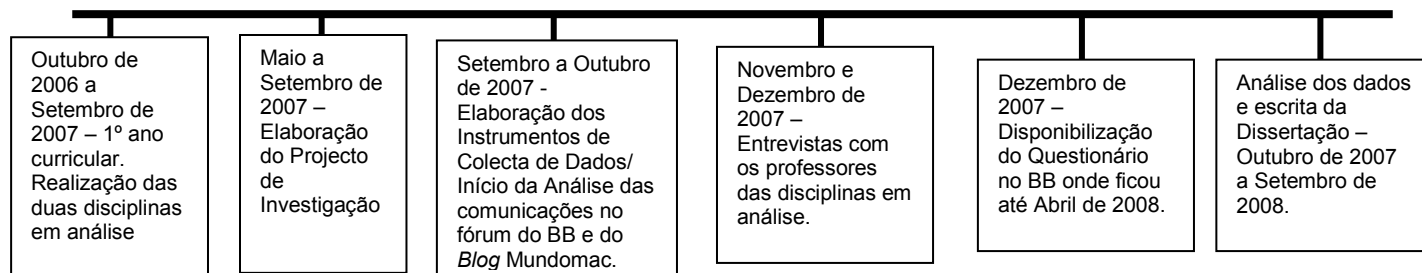 Outubro de
2006 a
Setembro de
2007 – 1º ano
curricular.
Realização das
duas disciplinas
em análise
Maio a
Setembro de
2007 –
Elaboração
do Projecto
de
Investigação
Setembro a Outubro
de 2007 -
Elaboração dos
Instrumentos de
Colecta de Dados/
Início da Análise das
comunicações no
fórum do BB e do
Blog Mundomac.
Novembro e
Dezembro de
2007 –
Entrevistas com
os professores
das disciplinas em
análise.
Dezembro de
2007 –
Disponibilização
do Questionário
no BB onde ficou
até Abril de 2008.
Análise dos dados
e escrita da
Dissertação –
Outubro de 2007
a Setembro de
2008.